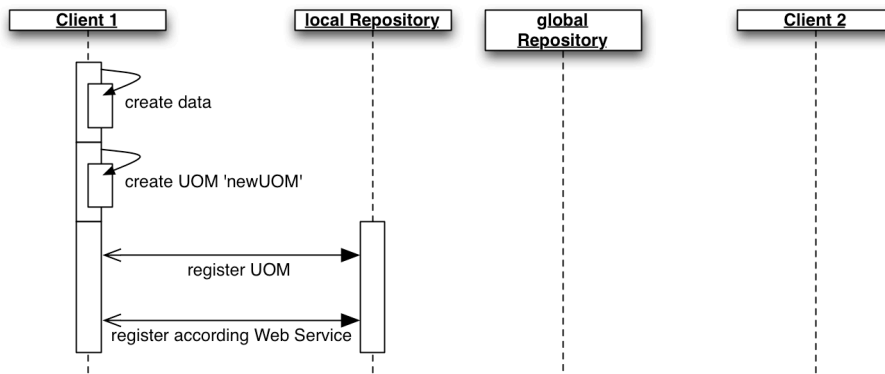 Client 1
local Repository
global
Repository
Client 2
create data
create UOM 'newUOM'
register UOM
register according Web Service